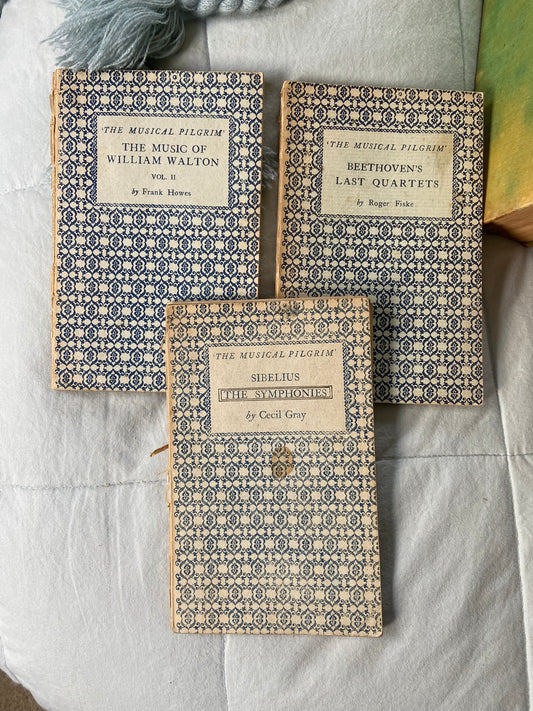 'THE MUSICAL PILGRIM'
THE MUSIC OF
WILLIAM WALTON
VOL. II
by Frank Howes
'THE MUSICAL PILGRIM'
BEETHOVEN'S
LAST QUARTETS
by Roger Fiske
'THE MUSICAL PILGRIM'
SIBELIUS
THE SYMPHONIES
by Cecil Gray